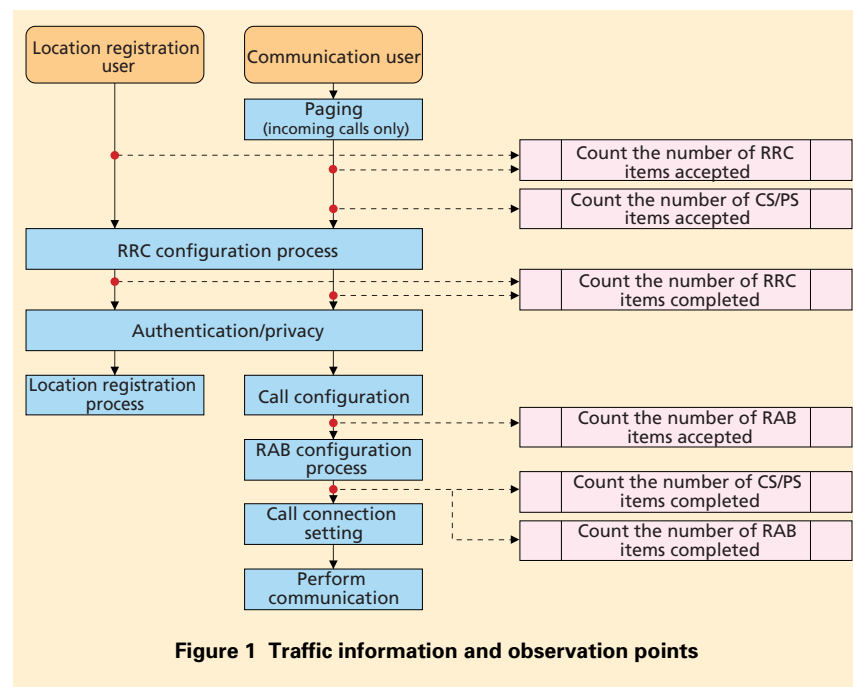 Location registration
user
Communication user
Paging
(incoming calls only)
Count the number of RRC
items accepted
Count the number of CS/PS
items accepted
RRC configuration process
Count the number of RRC
items completed
Authentication/privacy
Location registration
process
Call configuration
Count the number of RAB
items accepted
RAB configuration
process
Count the number of CS/PS
items completed
Call connection
setting
Count the number of RAB
items completed
Perform
communication
Figure 1 Traffic information and observation points